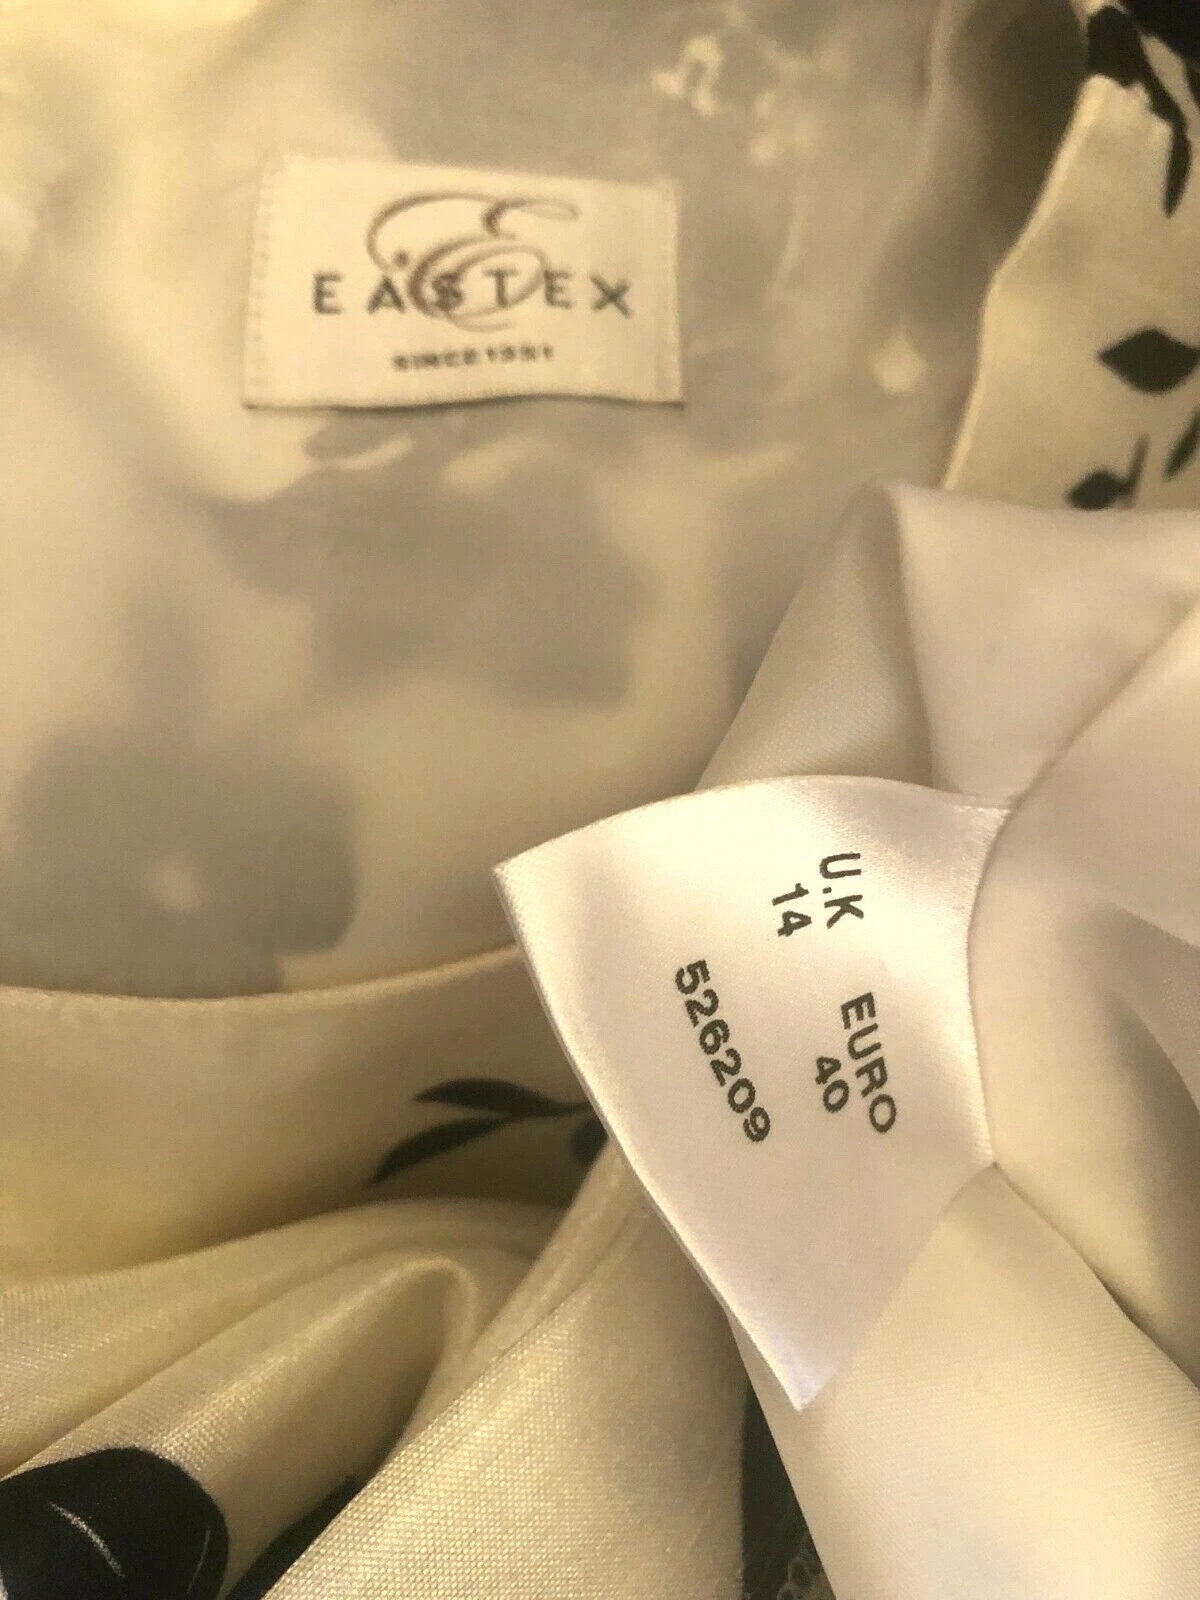 EASTEX
SINCE 1951
U.K EURO
14 40
526209